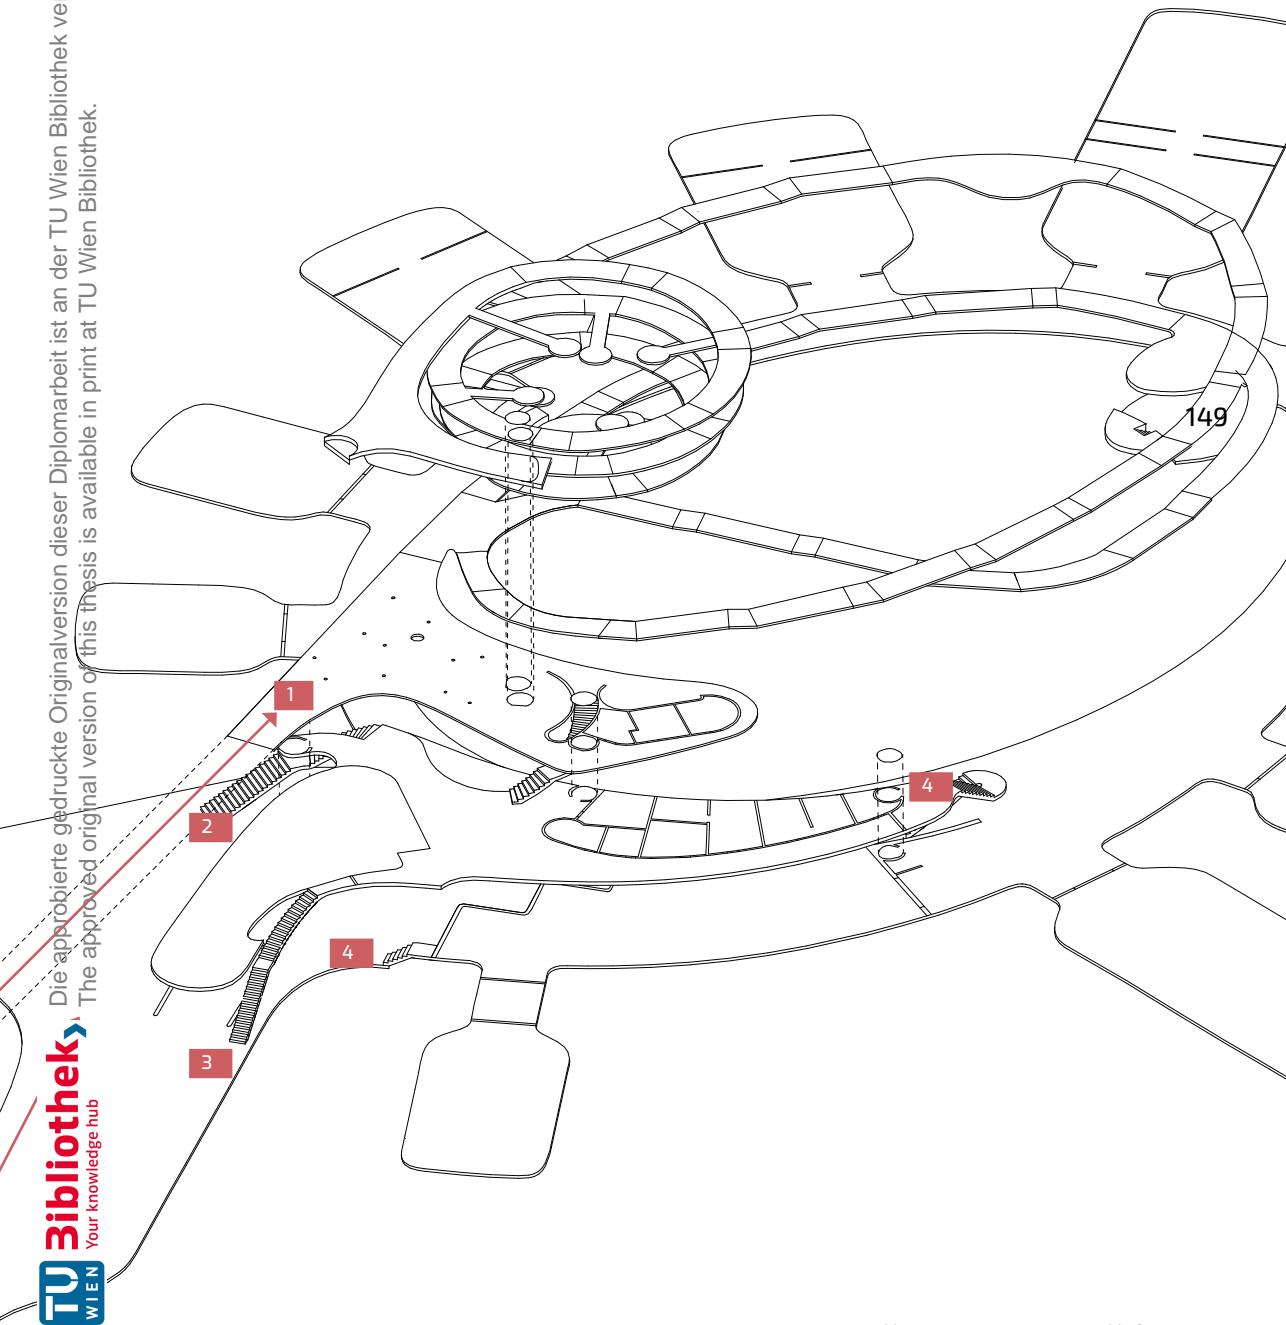 Die approbierte gedruckte Originalversion dieser Diplomarbeit ist an der TU Wien Bibliothek
The approved original version of this thesis is available in print at TU Wien Bibliothek.
149
1
4
2
4
3
Bibliothek
Your knowledge hub
TU
WIEN